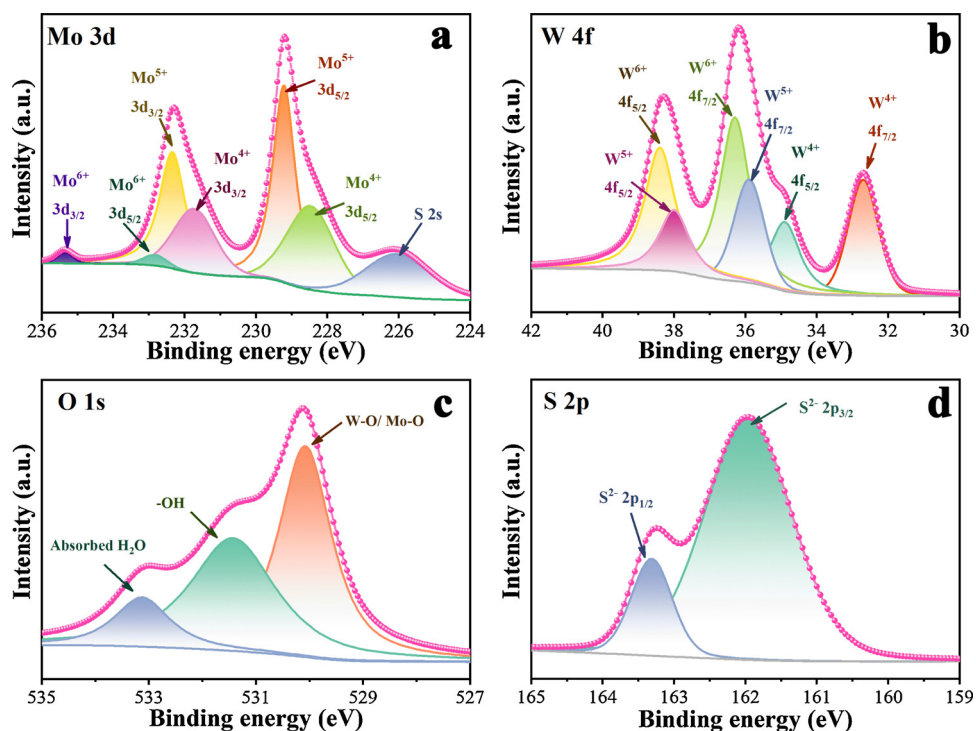 Mo 3d
a
Mo⁵⁺
3d₃/₂
Mo⁵⁺
3d₅/₂
Mo⁶⁺
3d₃/₂
Mo⁶⁺
3d₅/₂
Mo⁴⁺
3d₃/₂
Mo⁴⁺
3d₅/₂
S 2s
Intensity (a.u.)
236 234 232 230 228 226 224
Binding energy (eV)
W 4f
b
W⁶⁺
4f₅/₂
W⁶⁺
4f₇/₂
W⁵⁺
4f₇/₂
W⁵⁺
4f₅/₂
W⁴⁺
4f₅/₂
W⁴⁺
4f₇/₂
Intensity (a.u.)
42 40 38 36 34 32 30
Binding energy (eV)
O 1s
c
W-O/ Mo-O
-OH
Absorbed H₂O
Intensity (a.u.)
535 533 531 529 527
Binding energy (eV)
S 2p
d
S²⁻ 2p₃/₂
S²⁻ 2p₁/₂
Intensity (a.u.)
165 164 163 162 161 160 159
Binding energy (eV)